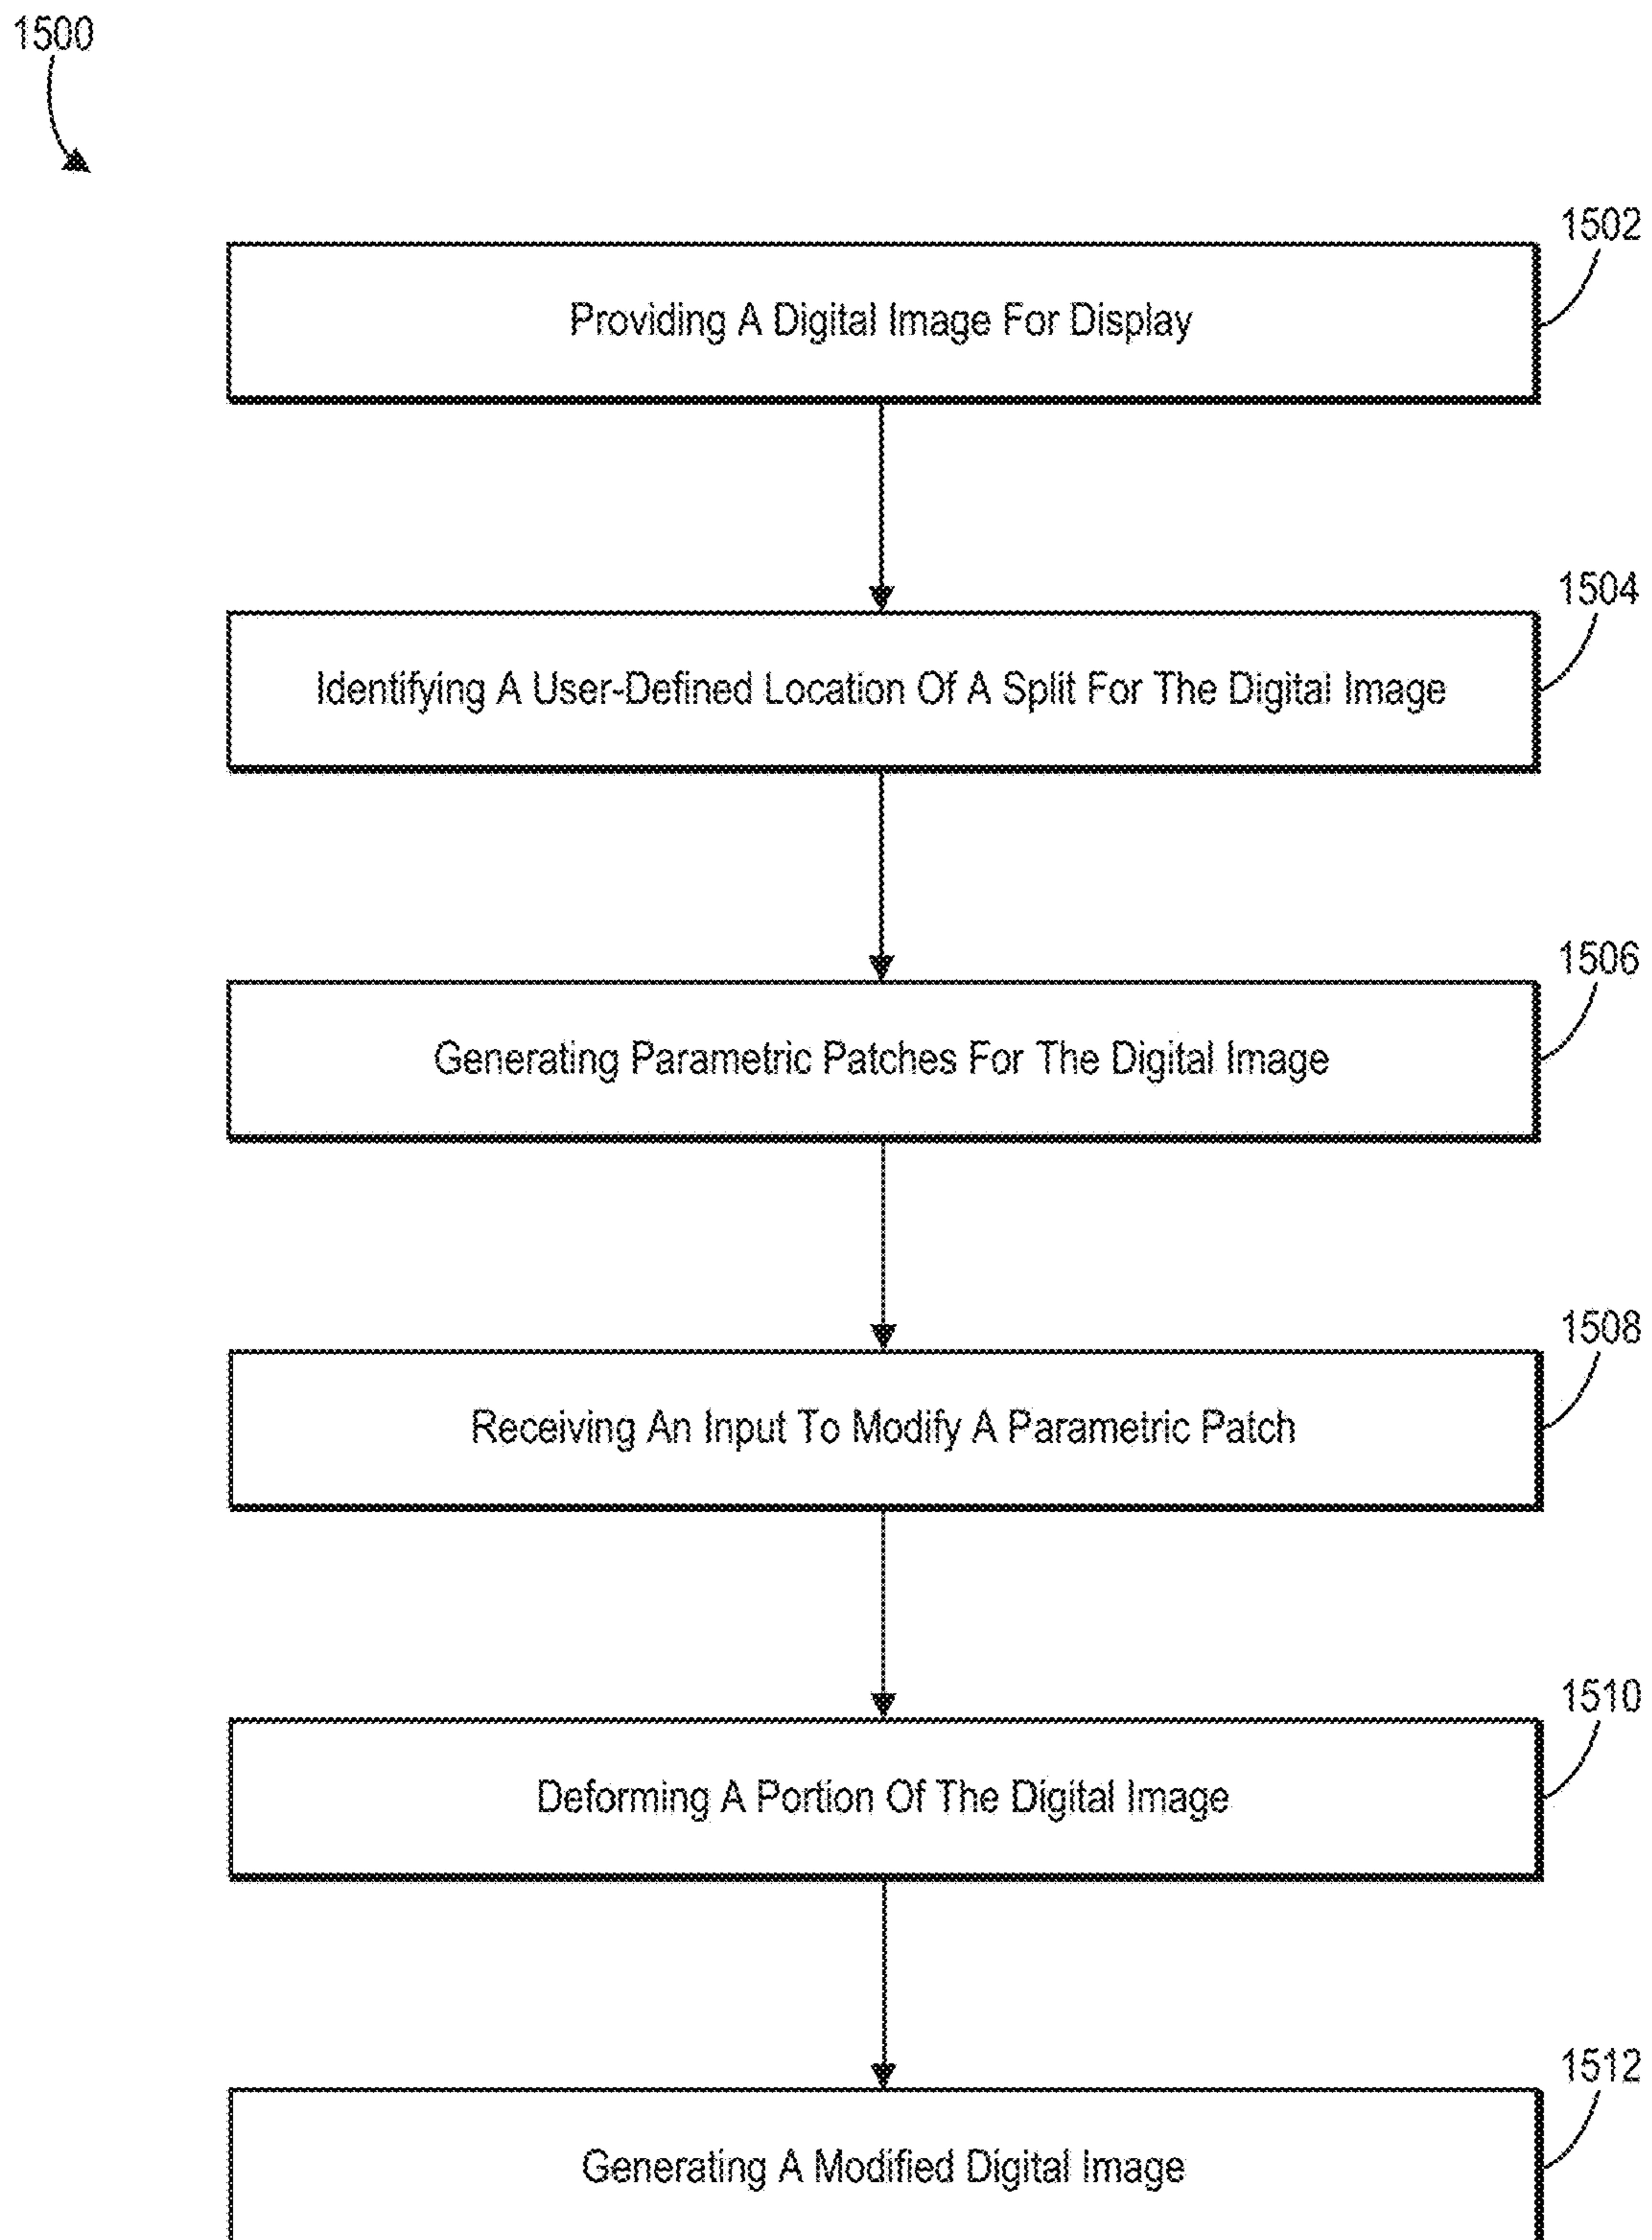 1500
1502
Providing A Digital Image For Display
1504
Identifying A User-Defined Location Of A Split For The Digital Image
1506
Generating Parametric Patches For The Digital Image
1508
Receiving An Input To Modify A Parametric Patch
1510
Deforming A Portion Of The Digital Image
1512
Generating A Modified Digital Image